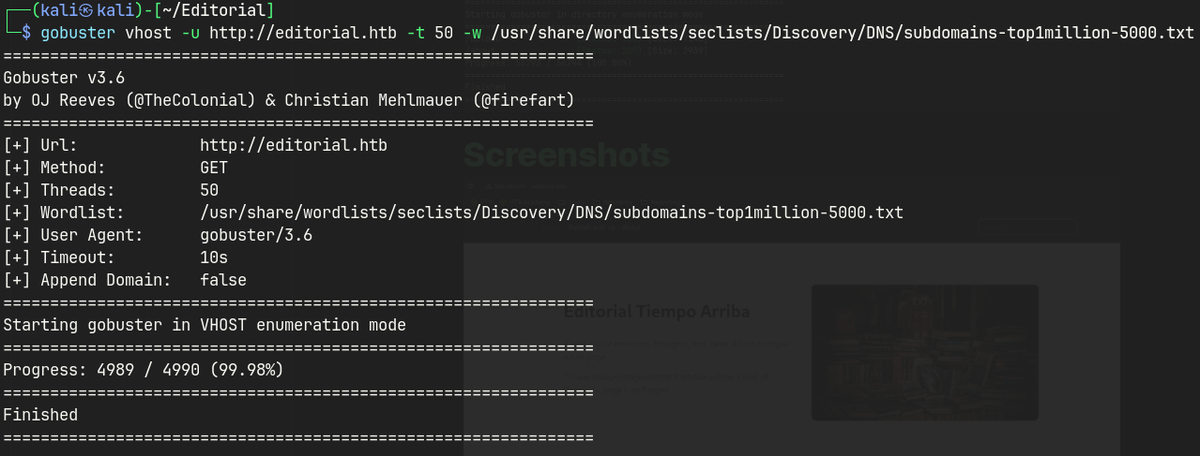 ┌──(kali㉿kali)-[~/Editorial]
└─$ gobuster vhost -u http://editorial.htb -t 50 -w /usr/share/wordlists/seclists/Discovery/DNS/subdomains-top1million-5000.txt
===============================================================
Gobuster v3.6
by OJ Reeves (@TheColonial) & Christian Mehlmauer (@firefart)
===============================================================
[+] Url: http://editorial.htb
[+] Method: GET
[+] Threads: 50
[+] Wordlist: /usr/share/wordlists/seclists/Discovery/DNS/subdomains-top1million-5000.txt
[+] User Agent: gobuster/3.6
[+] Timeout: 10s
[+] Append Domain: false
===============================================================
Starting gobuster in VHOST enumeration mode
===============================================================
Progress: 4989 / 4990 (99.98%)
===============================================================
Finished
===============================================================
Screenshots
Editorial Tiempo Arriba